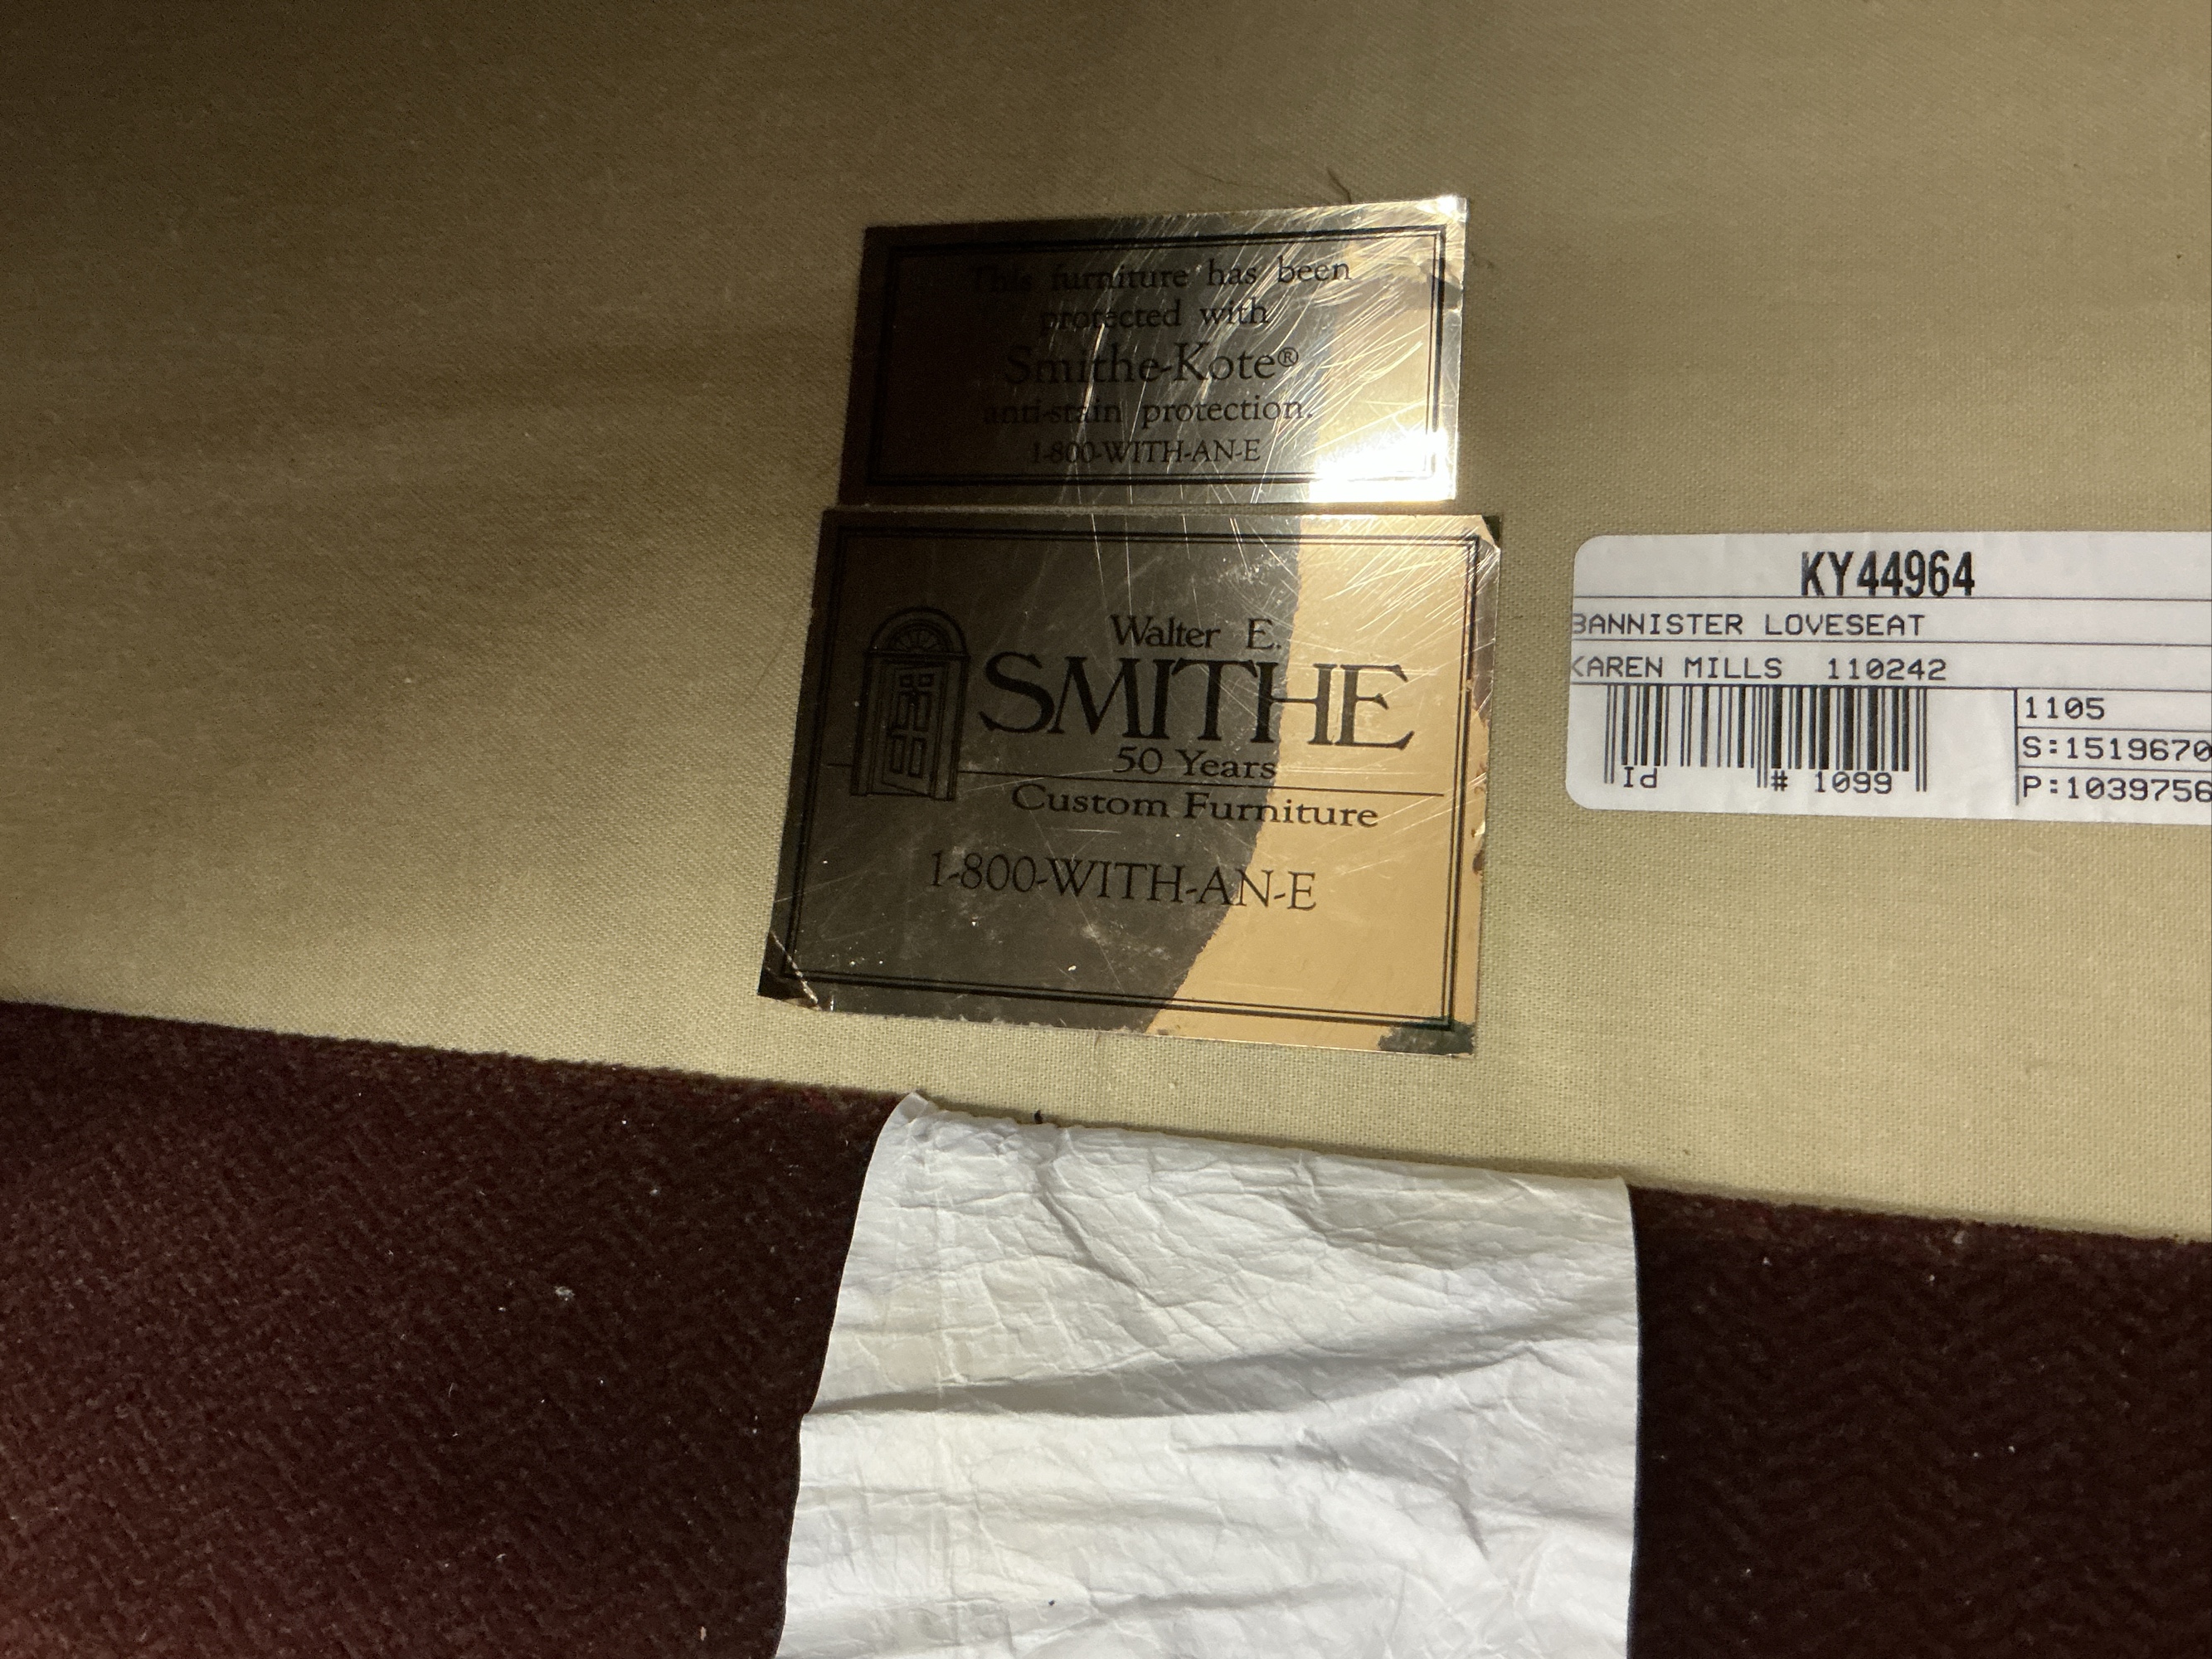 This furniture has been
protected with
Smithe-Kote®
anti-stain protection.
1-800-WITH-AN-E
Walter E.
SMITHE
50 Years
Custom Furniture
1-800-WITH-AN-E
KY44964
BANNISTER LOVESEAT
KAREN MILLS 110242
1105
S:1519670
Id # 1099
P:1039756